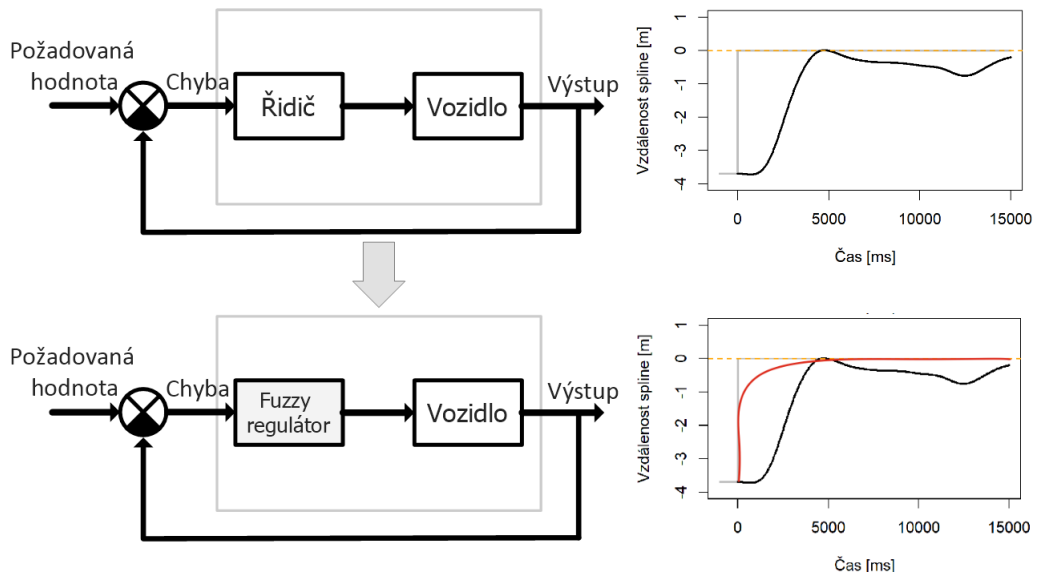 Požadovaná
hodnota
Chyba
Řidič
Vozidlo
Výstup
Vzdálenost spline [m]
1
0
-1
-2
-3
-4
0
5000
10000
15000
Čas [ms]
Požadovaná
hodnota
Chyba
Fuzzy
regulátor
Vozidlo
Výstup
Vzdálenost spline [m]
1
0
-1
-2
-3
-4
0
5000
10000
15000
Čas [ms]